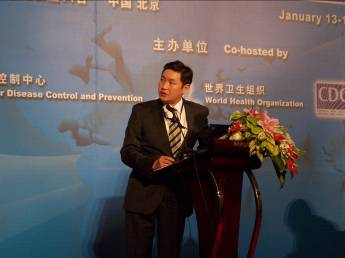 中国 北京
January 13-1
主办单位 Co-hosted by
控制中心
r Disease Control and Prevention
世界卫生组织
World Health Organization
CDC